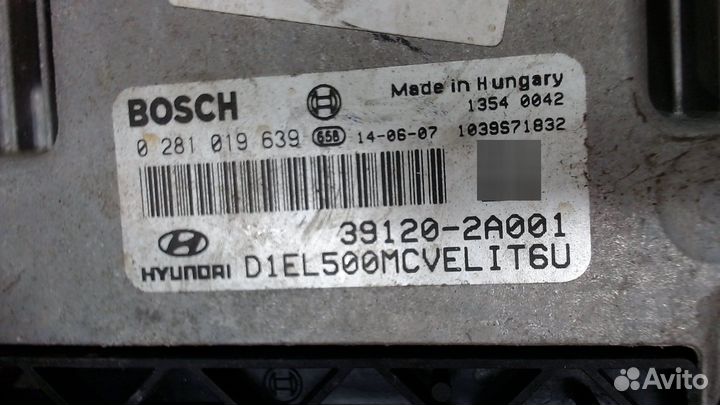 BOSCH
Made in Hungary
1354 0042
0 281 019 639 65B 14-06-07 1039S71832
39120-2A001
HYUNDAI D1EL500MCVELIT6U
Avito